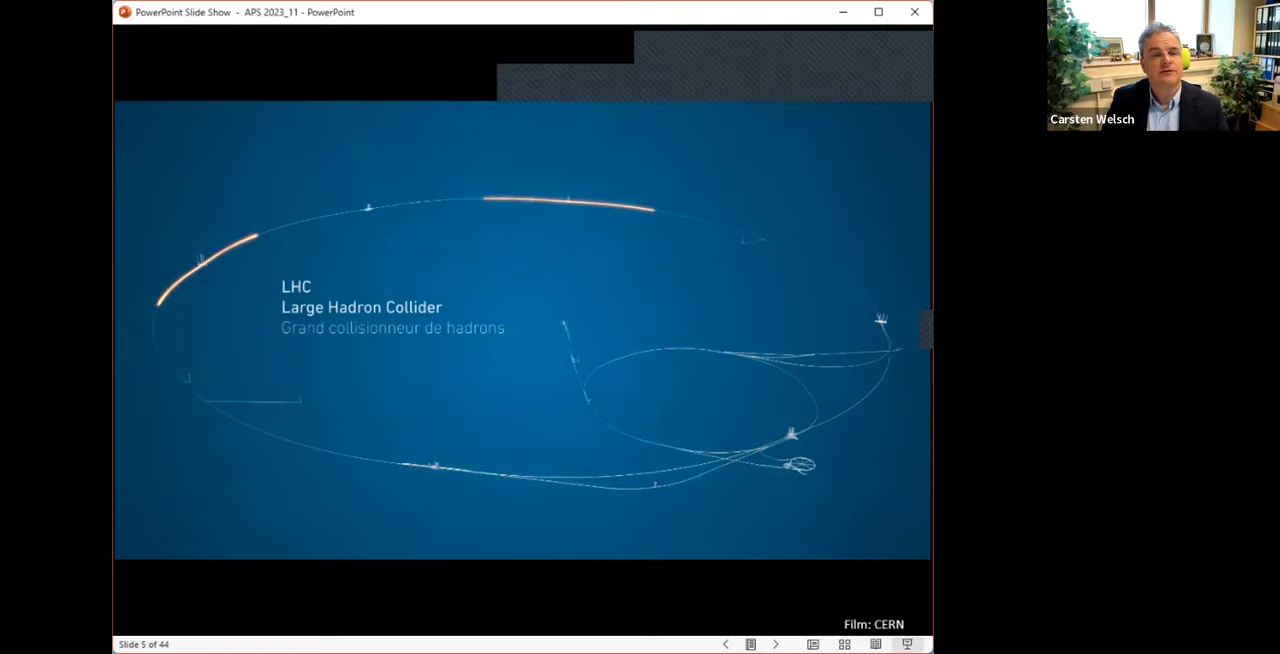 PowerPoint Slide Show - APS 2023_11 - PowerPoint
Carsten Welsch
LHC
Large Hadron Collider
Grand collisionneur de hadrons
Film: CERN
Slide 5 of 44